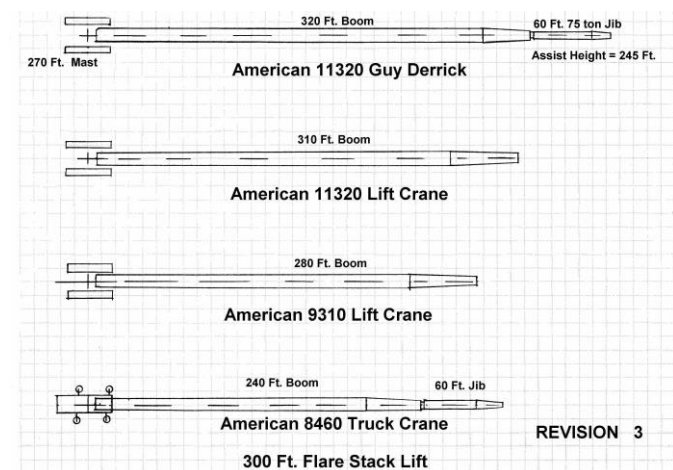 320 Ft. Boom
60 Ft. 75 ton Jib
270 Ft. Mast
Assist Height = 245 Ft.
American 11320 Guy Derrick
310 Ft. Boom
American 11320 Lift Crane
280 Ft. Boom
American 9310 Lift Crane
240 Ft. Boom
60 Ft. Jib
American 8460 Truck Crane
REVISION 3
300 Ft. Flare Stack Lift